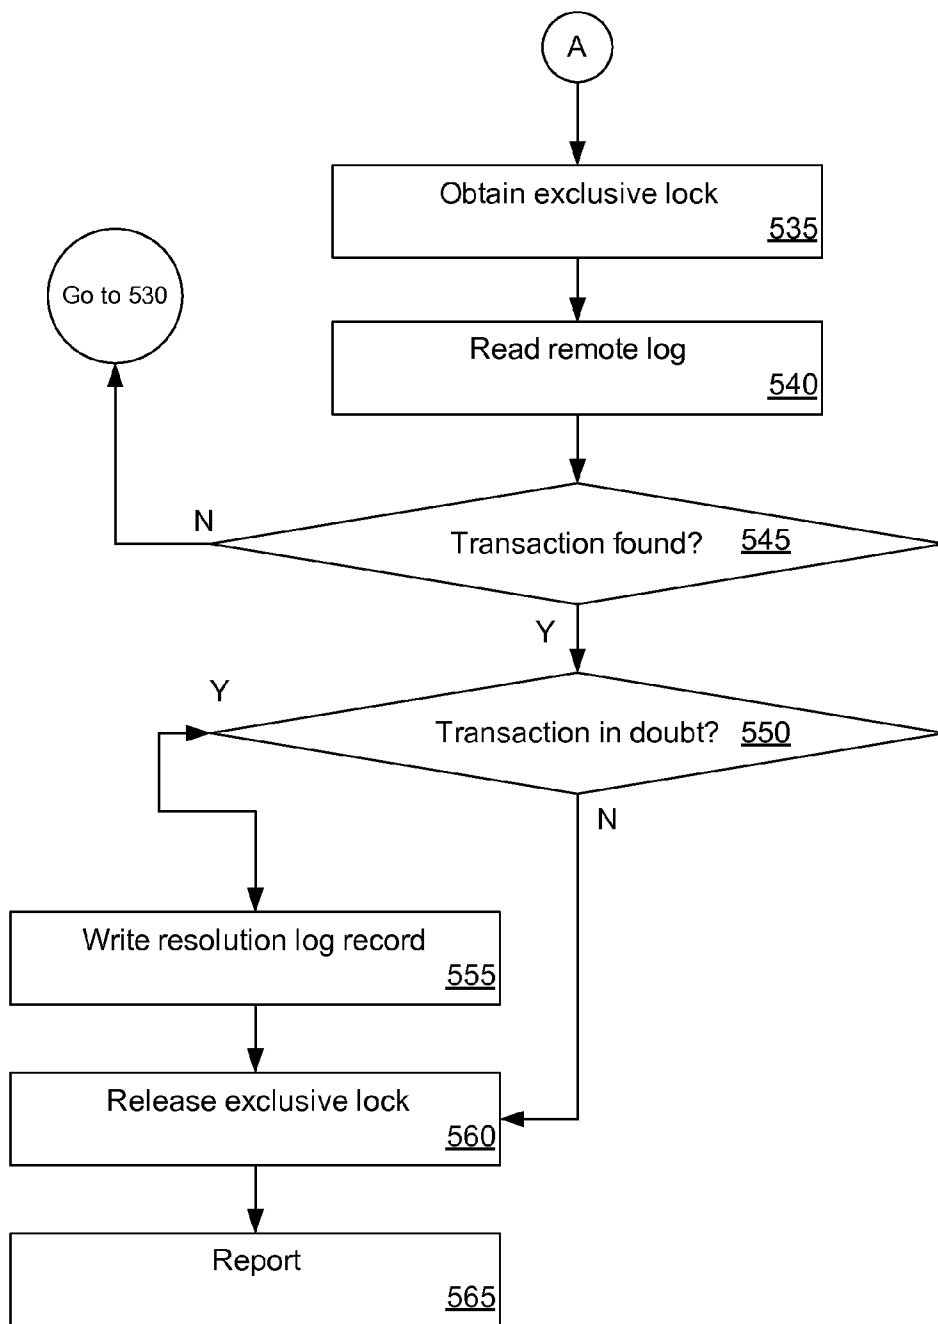 A
Obtain exclusive lock
535
Go to 530
Read remote log
540
N
Transaction found? 545
Y
Y
Transaction in doubt? 550
N
Write resolution log record
555
Release exclusive lock
560
Report
565